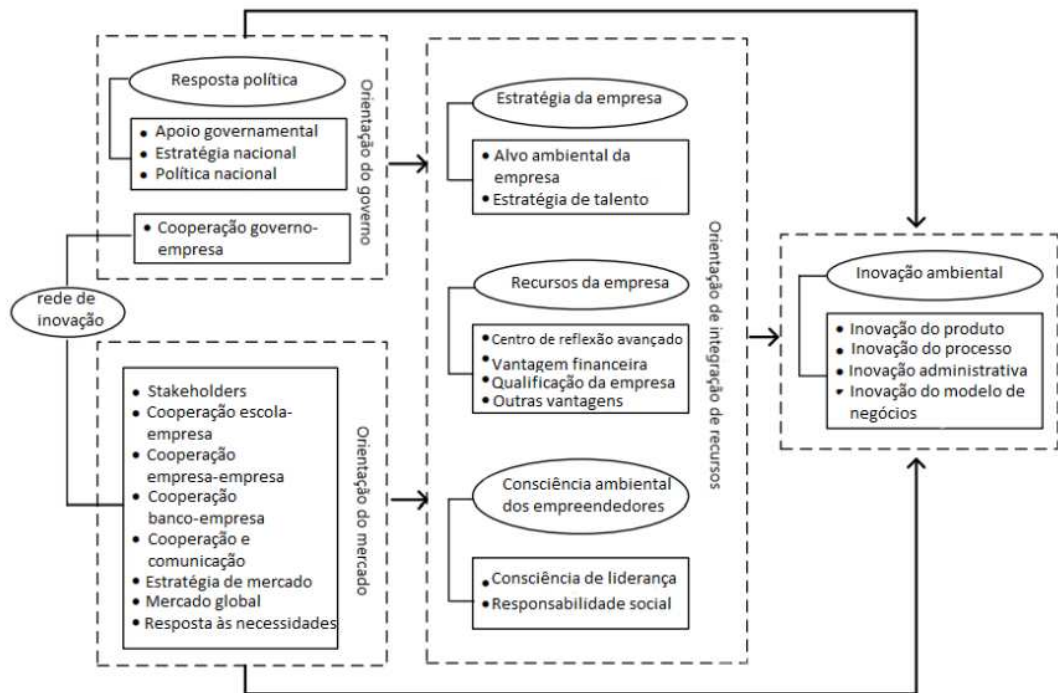 Resposta política
Apoio governamental
Estratégia nacional
Política nacional
Cooperação governo-
empresa
Orientação do governo
rede de
inovação
Stakeholders
Cooperação escola-
empresa
Cooperação
empresa-empresa
Cooperação
banco-empresa
Cooperação e
comunicação
Estratégia de mercado
Mercado global
Resposta às necessidades
Orientação do mercado
Estratégia da empresa
Alvo ambiental da
empresa
Estratégia de talento
Recursos da empresa
Centro de reflexão avançado
Vantagem financeira
Qualificação da empresa
Outras vantagens
Consciência ambiental
dos empreendedores
Consciência de liderança
Responsabilidade social
Orientação de integração de recursos
Inovação ambiental
Inovação do produto
Inovação do processo
Inovação administrativa
Inovação do modelo de
negócios